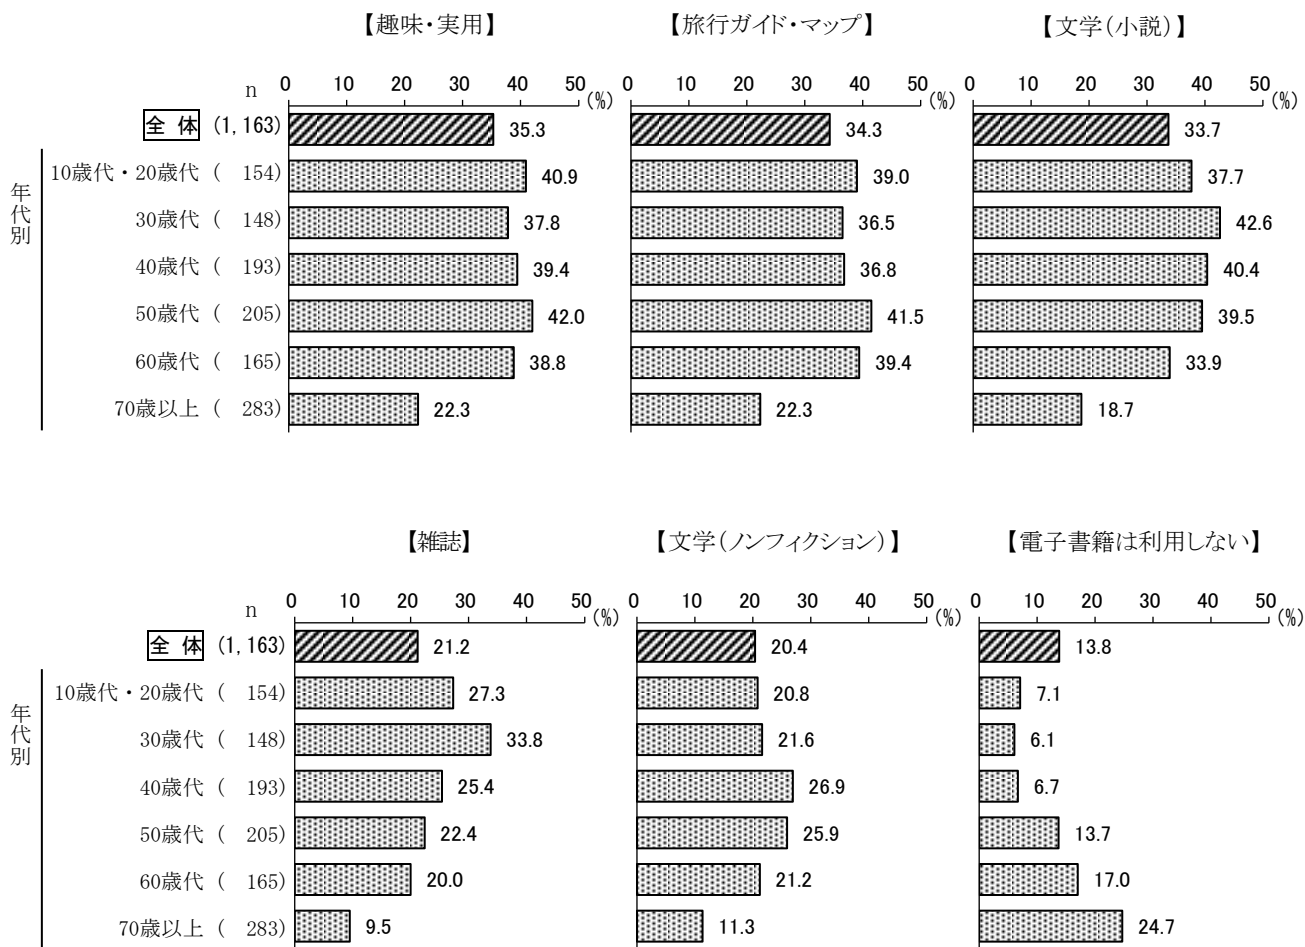 【趣味・実用】 【旅行ガイド・マップ】 【文学(小説)】
n 0 10 20 30 40 50 (%) 0 10 20 30 40 50 (%) 0 10 20 30 40 50 (%)
全 体 (1,163) 35.3 34.3 33.7
年代別
10歳代・20歳代 ( 154) 40.9 39.0 37.7
30歳代 ( 148) 37.8 36.5 42.6
40歳代 ( 193) 39.4 36.8 40.4
50歳代 ( 205) 42.0 41.5 39.5
60歳代 ( 165) 38.8 39.4 33.9
70歳以上 ( 283) 22.3 22.3 18.7
【雑誌】 【文学(ノンフィクション)】 【電子書籍は利用しない】
n 0 10 20 30 40 50 (%) 0 10 20 30 40 50 (%) 0 10 20 30 40 50 (%)
全 体 (1,163) 21.2 20.4 13.8
年代別
10歳代・20歳代 ( 154) 27.3 20.8 7.1
30歳代 ( 148) 33.8 21.6 6.1
40歳代 ( 193) 25.4 26.9 6.7
50歳代 ( 205) 22.4 25.9 13.7
60歳代 ( 165) 20.0 21.2 17.0
70歳以上 ( 283) 9.5 11.3 24.7